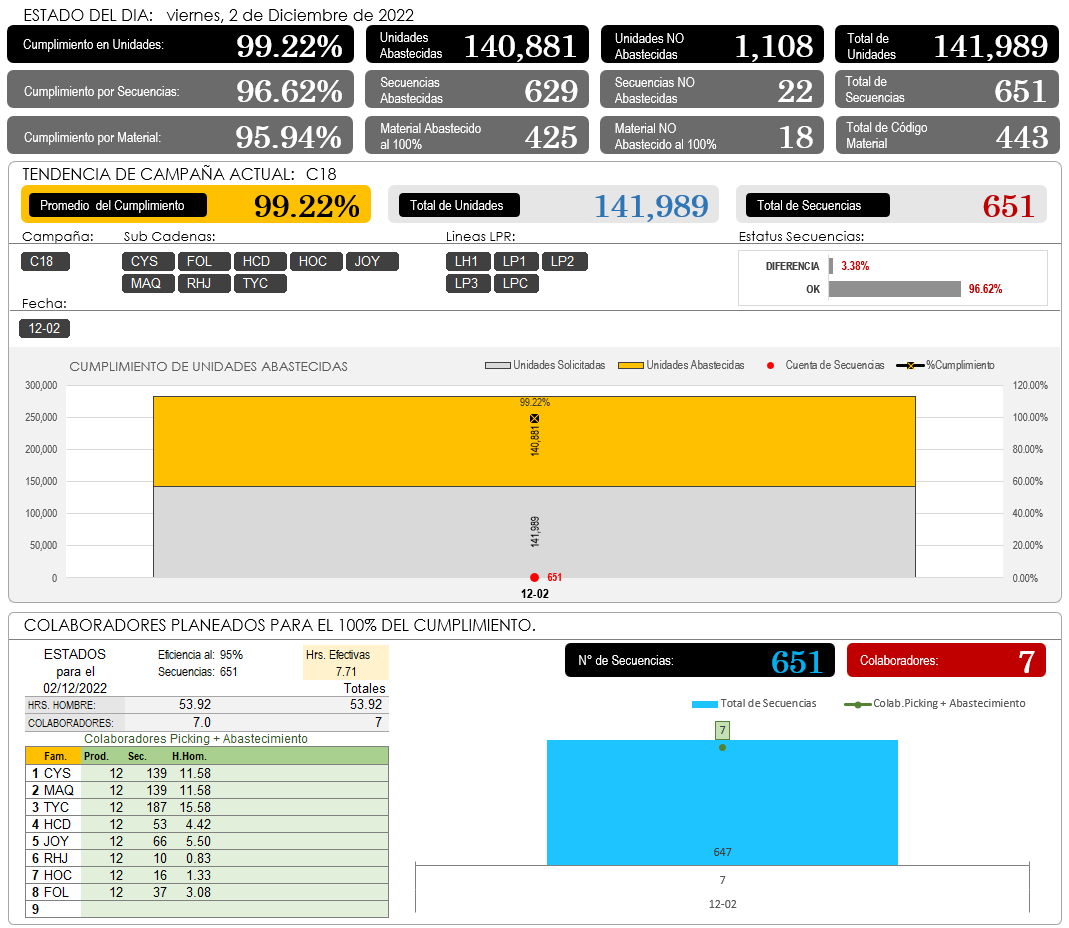 ESTADO DEL DIA: viernes, 2 de Diciembre de 2022
Cumplimiento en Unidades: 99.22%
Unidades Abastecidas 140,881
Unidades NO Abastecidas 1,108
Total de Unidades 141,989
Cumplimiento por Secuencias: 96.62%
Secuencias Abastecidas 629
Secuencias NO Abastecidas 22
Total de Secuencias 651
Cumplimiento por Material: 95.94%
Material Abastecido al 100% 425
Material NO Abastecido al 100% 18
Total de Código Material 443
TENDENCIA DE CAMPAÑA ACTUAL: C18
Promedio del Cumplimiento 99.22%
Total de Unidades 141,989
Total de Secuencias 651
Campaña: Sub Cadenas: Lineas LPR: Estatus Secuencias:
C18 CYS FOL HCD HOC JOY LH1 LP1 LP2
MAQ RHJ TYC LP3 LPC
DIFERENCIA 3.38%
OK 96.62%
Fecha:
12-02
CUMPLIMIENTO DE UNIDADES ABASTECIDAS
Unidades Solicitadas Unidades Abastecidas Cuenta de Secuencias %Cumplimiento
300,000 120.00%
99.22%
250,000 100.00%
140,881
200,000 80.00%
150,000 60.00%
100,000 40.00%
141,989
50,000 20.00%
0 651 0.00%
12-02
COLABORADORES PLANEADOS PARA EL 100% DEL CUMPLIMIENTO.
ESTADOS para el 02/12/2022
Eficiencia al: 95%
Secuencias: 651
Hrs. Efectivas
7.71
Totales
HRS. HOMBRE: 53.92 53.92
COLABORADORES: 7.0 7
Colaboradores Picking + Abastecimiento
Fam. Prod. Sec. H.Hom.
1 CYS 12 139 11.58
2 MAQ 12 139 11.58
3 TYC 12 187 15.58
4 HCD 12 53 4.42
5 JOY 12 66 5.50
6 RHJ 12 10 0.83
7 HOC 12 16 1.33
8 FOL 12 37 3.08
9
N° de Secuencias: 651
Colaboradores: 7
Total de Secuencias Colab.Picking + Abastecimiento
7
647
7
12-02